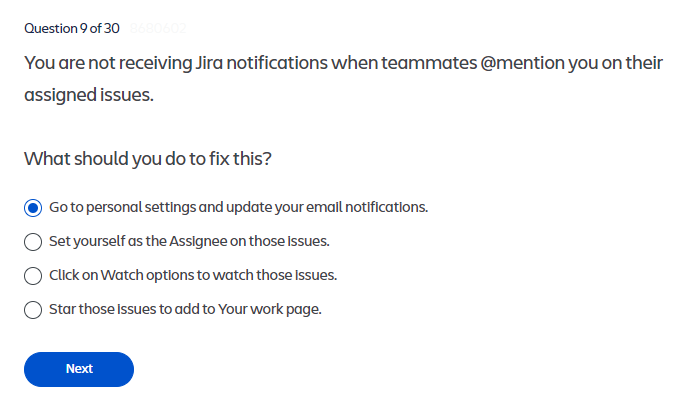 Question 9 of 30
8680602
You are not receiving Jira notifications when teammates @mention you on their
assigned issues.
What should you do to fix this?
Go to personal settings and update your email notifications.
Set yourself as the Assignee on those issues.
Click on Watch options to watch those issues.
Star those issues to add to Your work page.
Next